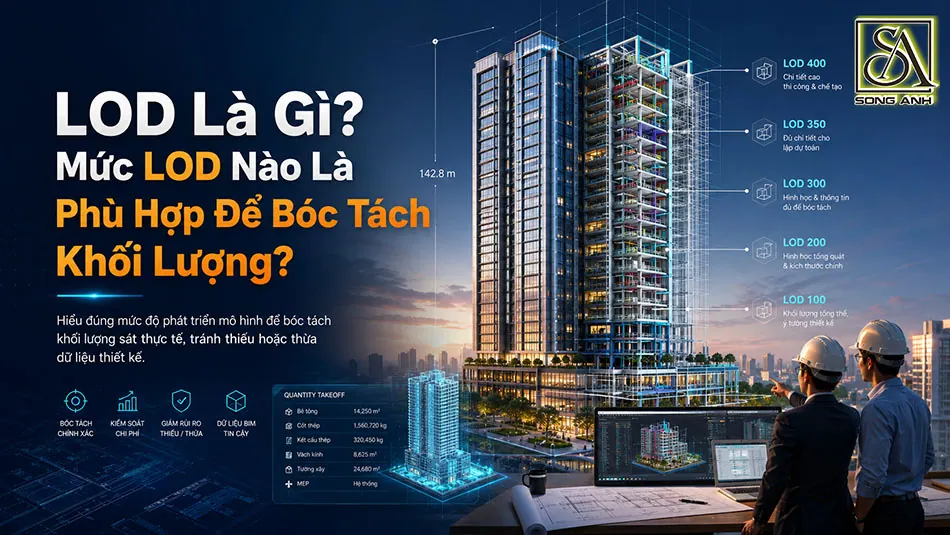 LOD Là Gì?
Mức LOD Nào Là
Phù Hợp Để Bóc Tách
Khối Lượng?
Hiểu đúng mức độ phát triển mô hình để bóc tách
khối lượng sát thực tế, tránh thiếu hoặc thừa
dữ liệu thiết kế.
BÓC TÁCH
CHÍNH XÁC
KIỂM SOÁT
CHI PHÍ
GIẢM RỦI RO
THIẾU / THỪA
DỮ LIỆU BIM
TIN CẬY
QUANTITY TAKEOFF
Bê tông 14,250 m³
Cốt thép 1,560,720 kg
Kết cấu thép 320,450 kg
Vách kính 8,625 m²
Tường xây 24,680 m²
MEP Hệ thống
142.8 m
SA
SONG ANH
LOD 400
Chi tiết cao
thi công & chế tạo
LOD 350
Đủ chi tiết cho
lập dự toán
LOD 300
Hình học & thông tin
đủ để bóc tách
LOD 200
Hình học tổng quát
& kích thước chính
LOD 100
Khối lượng tổng thể,
ý tưởng thiết kế